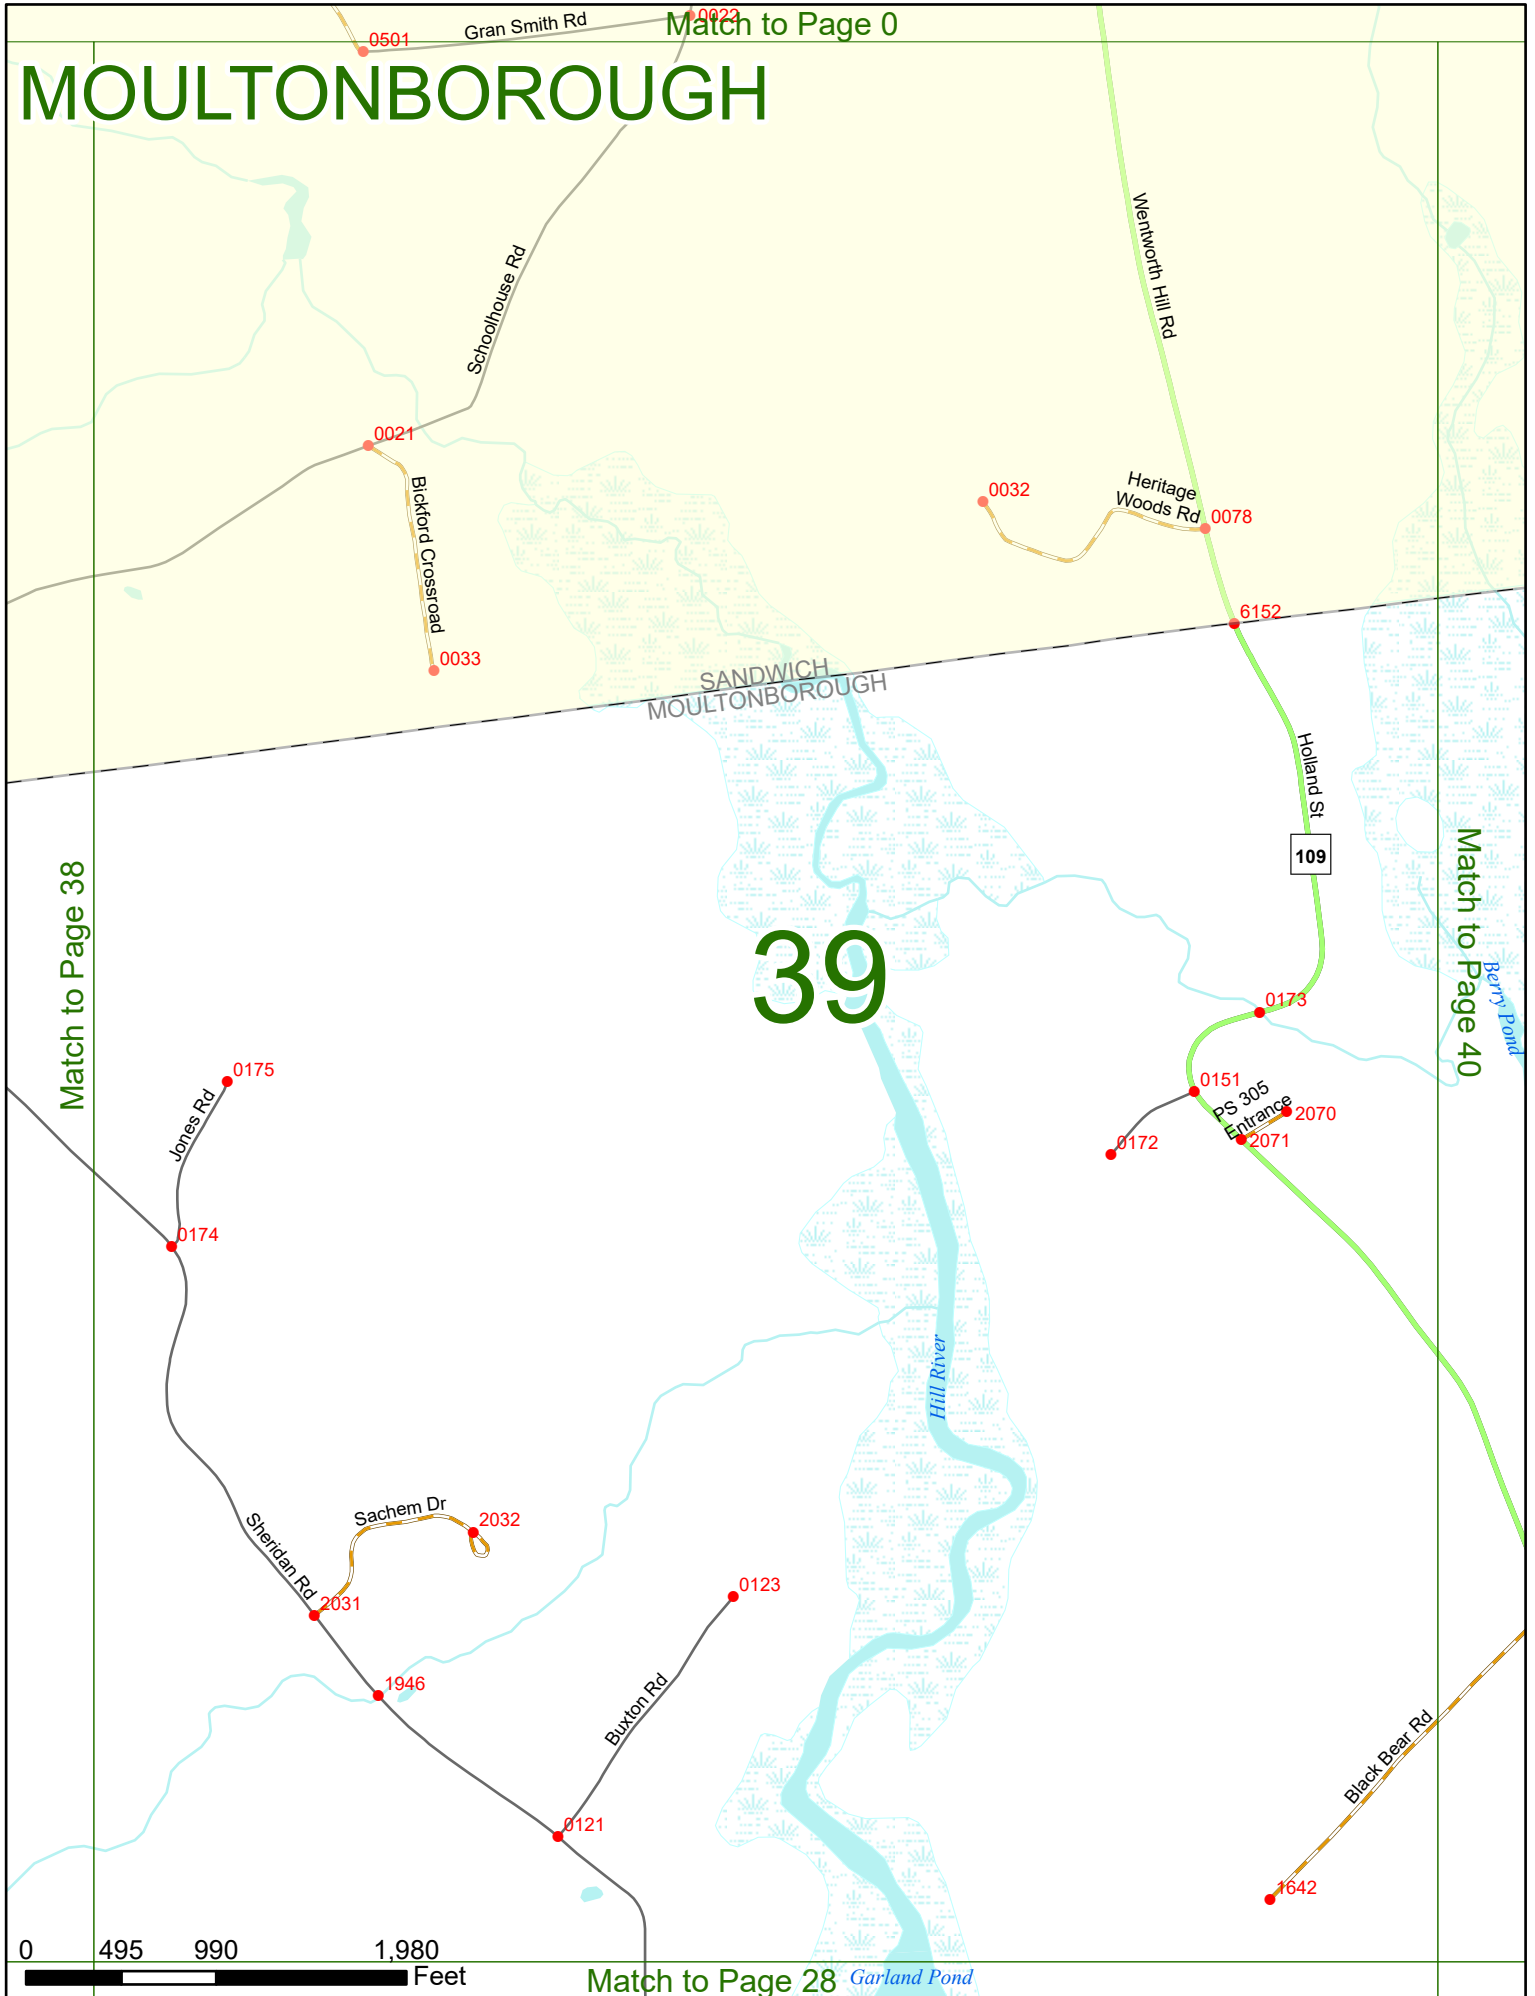 Match to Page 0
Gran Smith Rd
0022
0501
MOULTONBOROUGH
Wentworth Hill Rd
Schoolhouse Rd
0021
Bickford Crossroad
0032
Heritage
Woods Rd
0078
6152
0033
SANDWICH
MOULTONBOROUGH
Holland St
109
Match to Page 38
Match to Page 40
39
Berry Pond
0173
0175
Jones Rd
0151
PS 305
Entrance
2070
2071
0172
0174
Hill River
Sachem Dr
2032
Sheridan Rd
2031
0123
1946
Buxton Rd
Black Bear Rd
0121
1642
0 495 990 1,980
Feet
Match to Page 28
Garland Pond